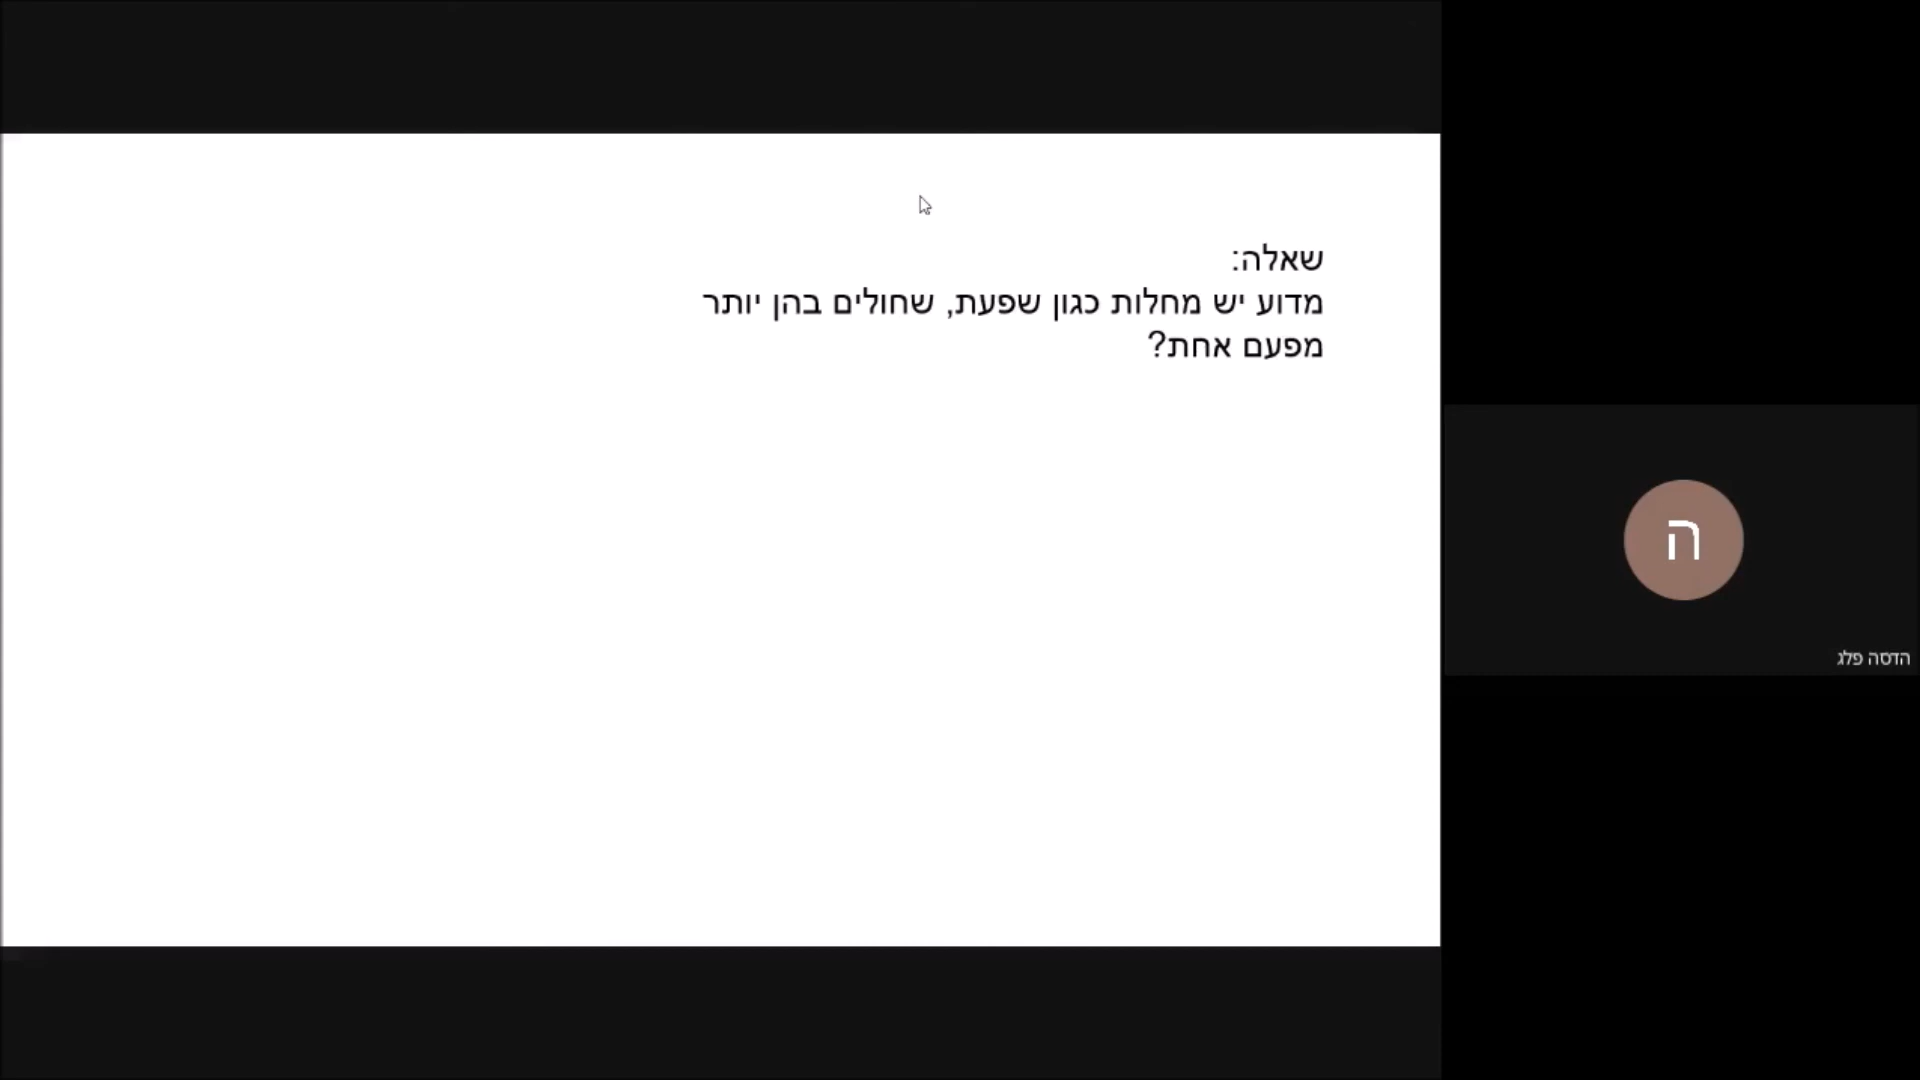 שאלה:
מדוע יש מחלות כגון שפעת, שחולים בהן יותר
מפעם אחת?
ה
הדסה פלג